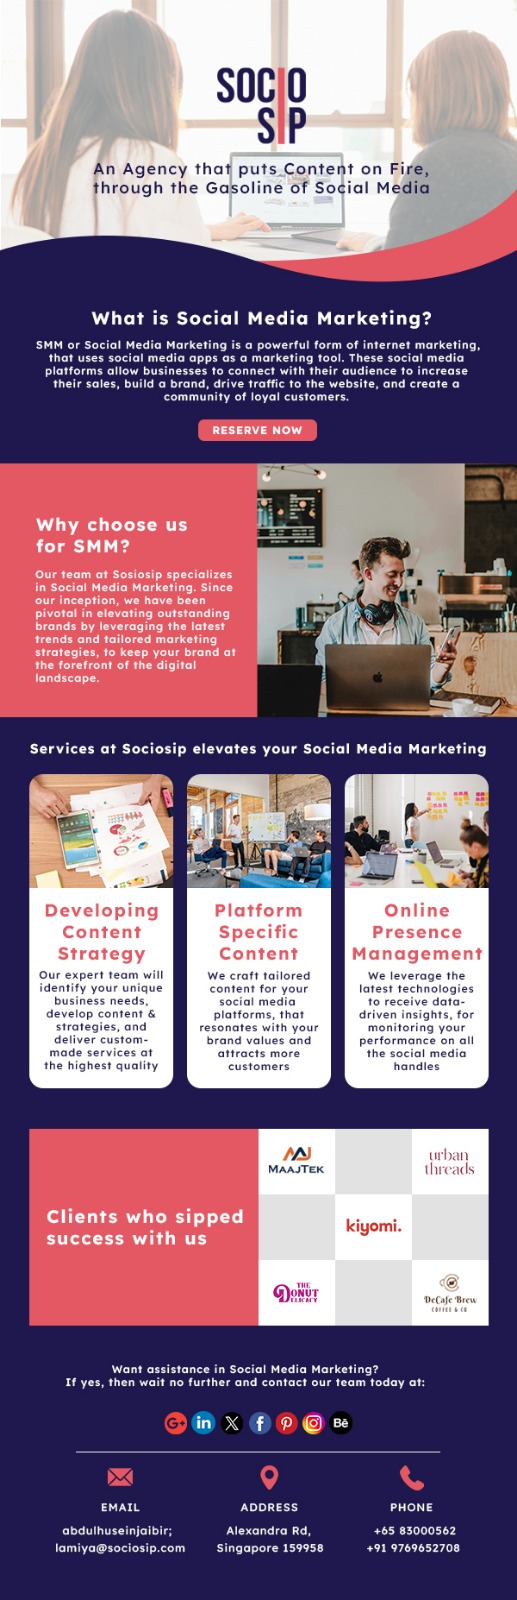 SOCIO
SIP
An Agency that puts Content on Fire,
through the Gasoline of Social Media
What is Social Media Marketing?
SMM or Social Media Marketing is a powerful form of internet marketing,
that uses social media apps as a marketing tool. These social media
platforms allow businesses to connect with their audience to increase
their sales, build a brand, drive traffic to the website, and create a
community of loyal customers.
RESERVE NOW
Why choose us
for SMM?
Our team at Sosiosip specializes
in Social Media Marketing. Since
our inception, we have been
pivotal in elevating outstanding
brands by leveraging the latest
trends and tailored marketing
strategies, to keep your brand at
the forefront of the digital
landscape.
Services at Sociosip elevates your Social Media Marketing
Developing
Content
Strategy
Our expert team will
identify your unique
business needs,
develop content &
strategies, and
deliver custom-
made services at
the highest quality
Platform
Specific
Content
We craft tailored
content for your
social media
platforms, that
resonates with your
brand values and
attracts more
customers
Online
Presence
Management
We leverage the
latest technologies
to receive data-
driven insights, for
monitoring your
performance on all
the social media
handles
Clients who sipped
success with us
MAAJTEK
urban
threads
kiyomi.
THE
DONUT
DELICACY
DeCafe Brew
COFFEE & CO
Want assistance in Social Media Marketing?
If yes, then wait no further and contact our team today at:
G+ in X f P Bē
EMAIL
abdulhuseinjaibir;
lamiya@sociosip.com
ADDRESS
Alexandra Rd,
Singapore 159958
PHONE
+65 83000562
+91 9769652708